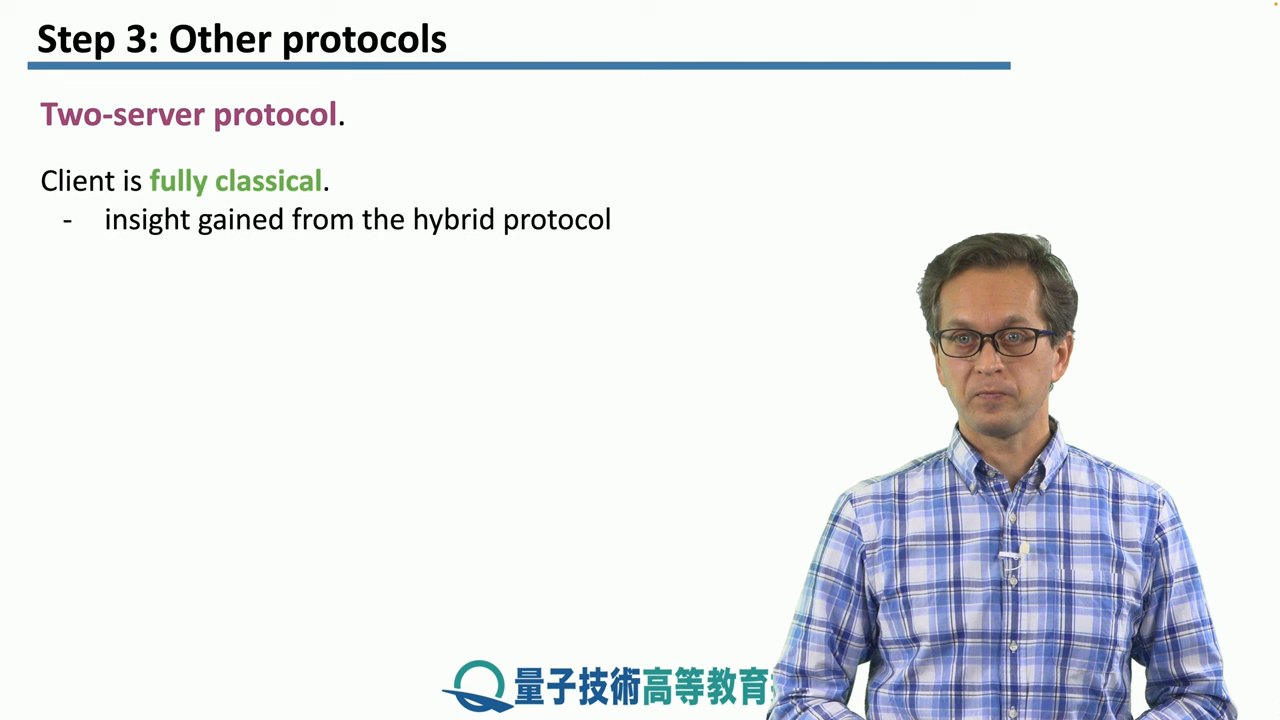 Step 3: Other protocols
Two-server protocol.
Client is fully classical.
- insight gained from the hybrid protocol
量子技術高等教育